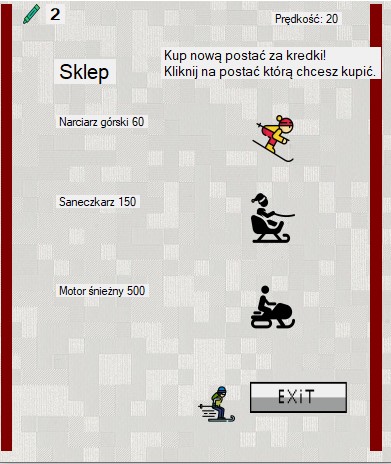 2
Prędkość: 20
Sklep
Kup nową postać za kredki!
Kliknij na postać którą chcesz kupić.
Narciarz górski 60
Saneczkarz 150
Motor śnieżny 500
EXiT